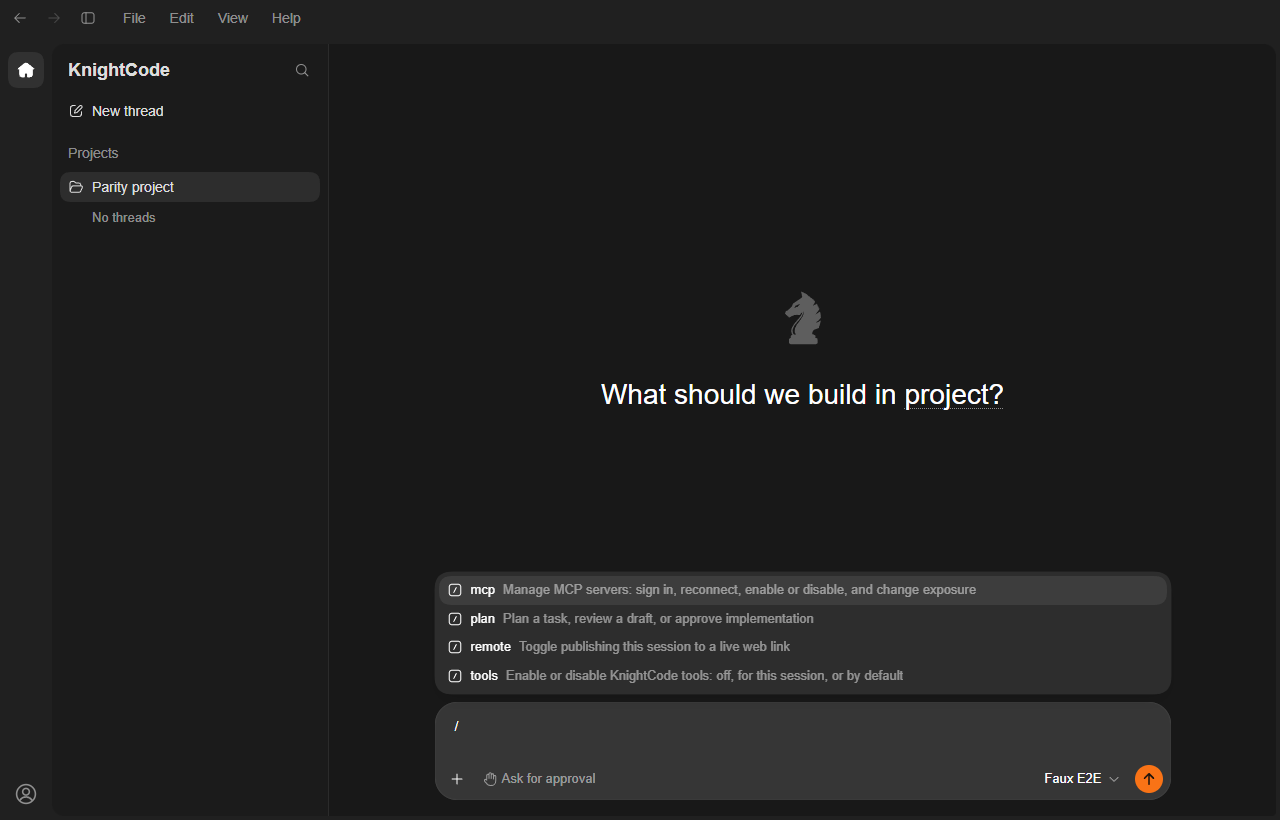 File Edit View Help
KnightCode
New thread
Projects
Parity project
No threads
What should we build in project?
/ mcp Manage MCP servers: sign in, reconnect, enable or disable, and change exposure
/ plan Plan a task, review a draft, or approve implementation
/ remote Toggle publishing this session to a live web link
/ tools Enable or disable KnightCode tools: off, for this session, or by default
/
+ Ask for approval Faux E2E